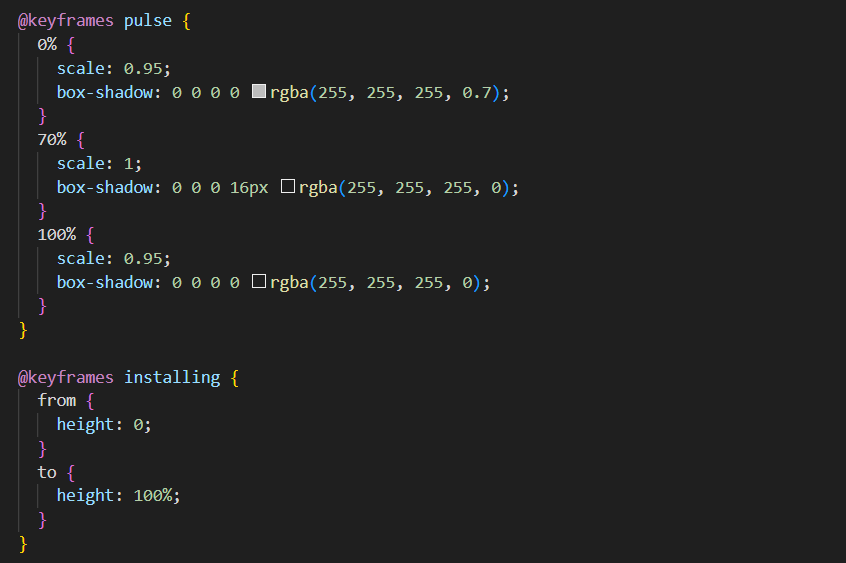 @keyframes pulse {
  0% {
    scale: 0.95;
    box-shadow: 0 0 0 0 rgba(255, 255, 255, 0.7);
  }
  70% {
    scale: 1;
    box-shadow: 0 0 0 16px rgba(255, 255, 255, 0);
  }
  100% {
    scale: 0.95;
    box-shadow: 0 0 0 0 rgba(255, 255, 255, 0);
  }
}

@keyframes installing {
  from {
    height: 0;
  }
  to {
    height: 100%;
  }
}